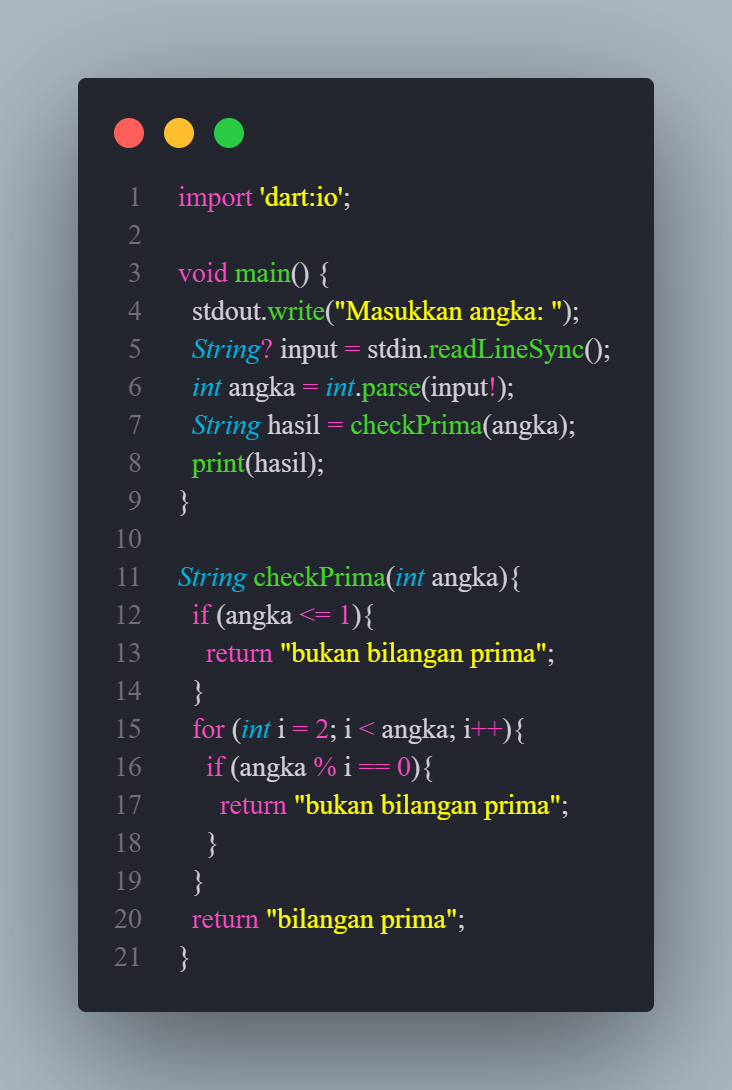 1 import 'dart:io';
2
3 void main() {
4 stdout.write("Masukkan angka: ");
5 String? input = stdin.readLineSync();
6 int angka = int.parse(input!);
7 String hasil = checkPrima(angka);
8 print(hasil);
9 }
10
11 String checkPrima(int angka){
12 if (angka <= 1){
13 return "bukan bilangan prima";
14 }
15 for (int i = 2; i < angka; i++){
16 if (angka % i == 0){
17 return "bukan bilangan prima";
18 }
19 }
20 return "bilangan prima";
21 }